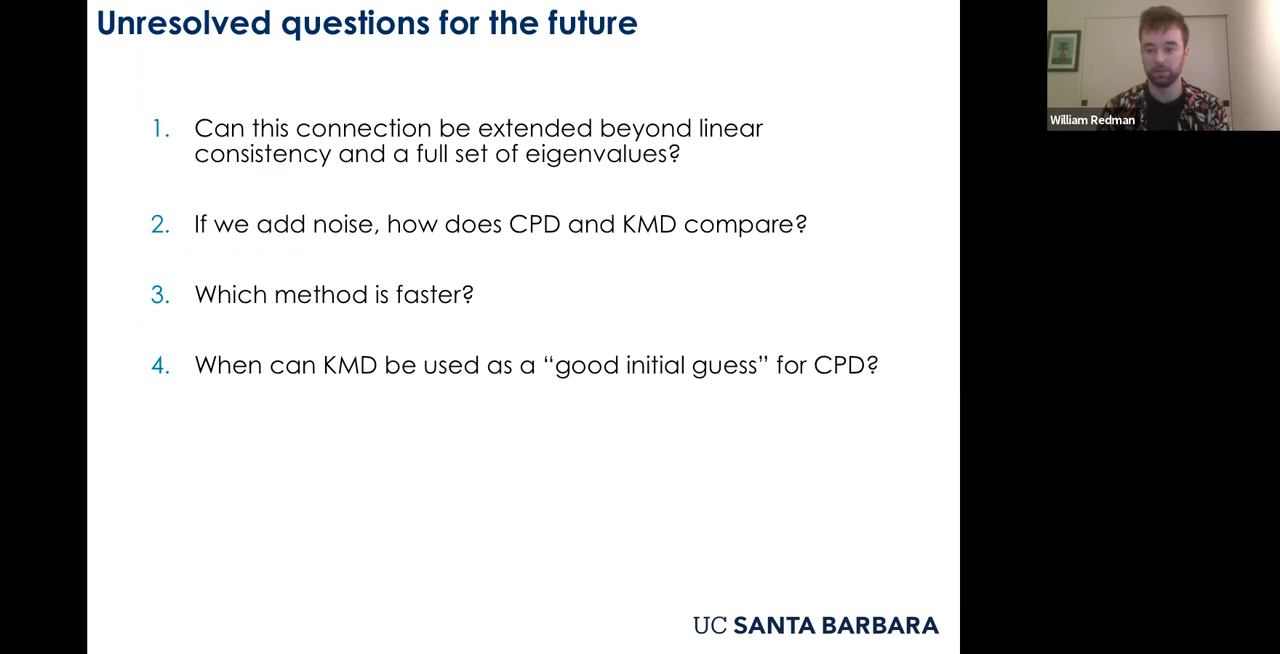 Unresolved questions for the future
1. Can this connection be extended beyond linear
consistency and a full set of eigenvalues?
2. If we add noise, how does CPD and KMD compare?
3. Which method is faster?
4. When can KMD be used as a “good initial guess” for CPD?
UC SANTA BARBARA
William Redman